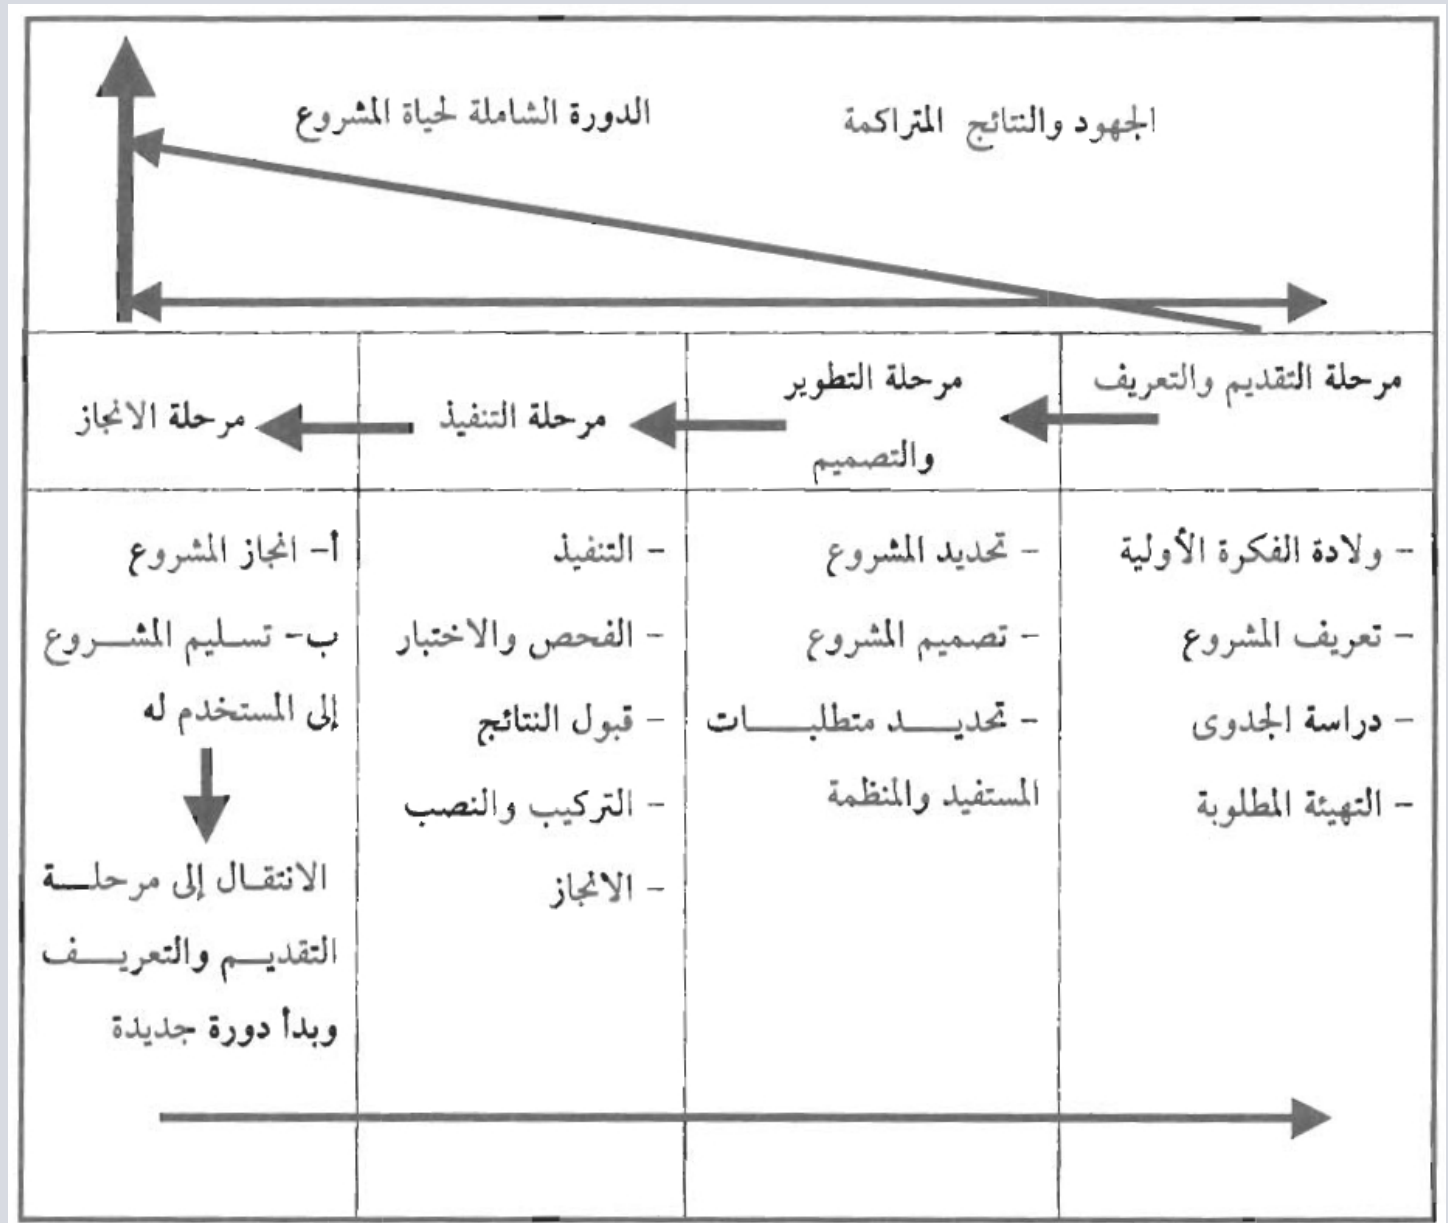 الجهود والنتائج المتراكمة
الدورة الشاملة لحياة المشروع
مرحلة التقديم والتعريف
مرحلة التطوير
والتصميم
مرحلة التنفيذ
مرحلة الانجاز
- ولادة الفكرة الأولية
- تعريف المشروع
- دراسة الجدوى
- التهيئة المطلوبة
- تحديد المشروع
- تصميم المشروع
- تحديد متطلبات
المستفيد والمنظمة
- التنفيذ
- الفحص والاختبار
- قبول النتائج
- التركيب والنصب
- الانجاز
أ- انجاز المشروع
ب- تسليم المشروع
إلى المستخدم له
الانتقال إلى مرحلة
التقديم والتعريف
وبدأ دورة جديدة